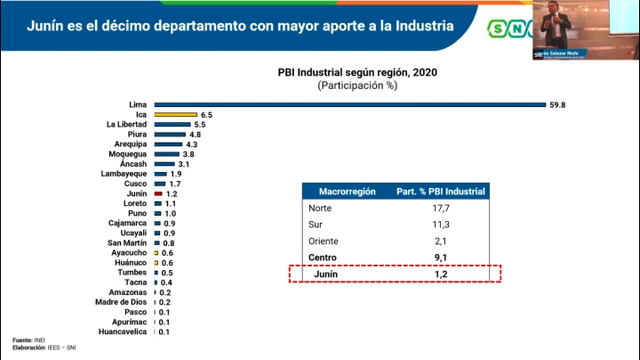 Junín es el décimo departamento con mayor aporte a la Industria
SN
Salazar Nishi
PBI Industrial según región, 2020
(Participación %)
Lima 59.8
Ica 6.5
La Libertad 5.5
Piura 4.8
Arequipa 4.3
Moquegua 3.8
Áncash 3.1
Lambayeque 1.9
Cusco 1.7
Junín 1.2
Loreto 1.1
Puno 1.0
Cajamarca 0.9
Ucayali 0.9
San Martín 0.8
Ayacucho 0.6
Huánuco 0.6
Tumbes 0.5
Tacna 0.4
Amazonas 0.2
Madre de Dios 0.2
Pasco 0.1
Apurímac 0.1
Huancavelica 0.1
Macrorregión Part. % PBI Industrial
Norte 17,7
Sur 11,3
Oriente 2,1
Centro 9,1
Junín 1,2
Fuente: INEI
Elaboración: IEES – SNI